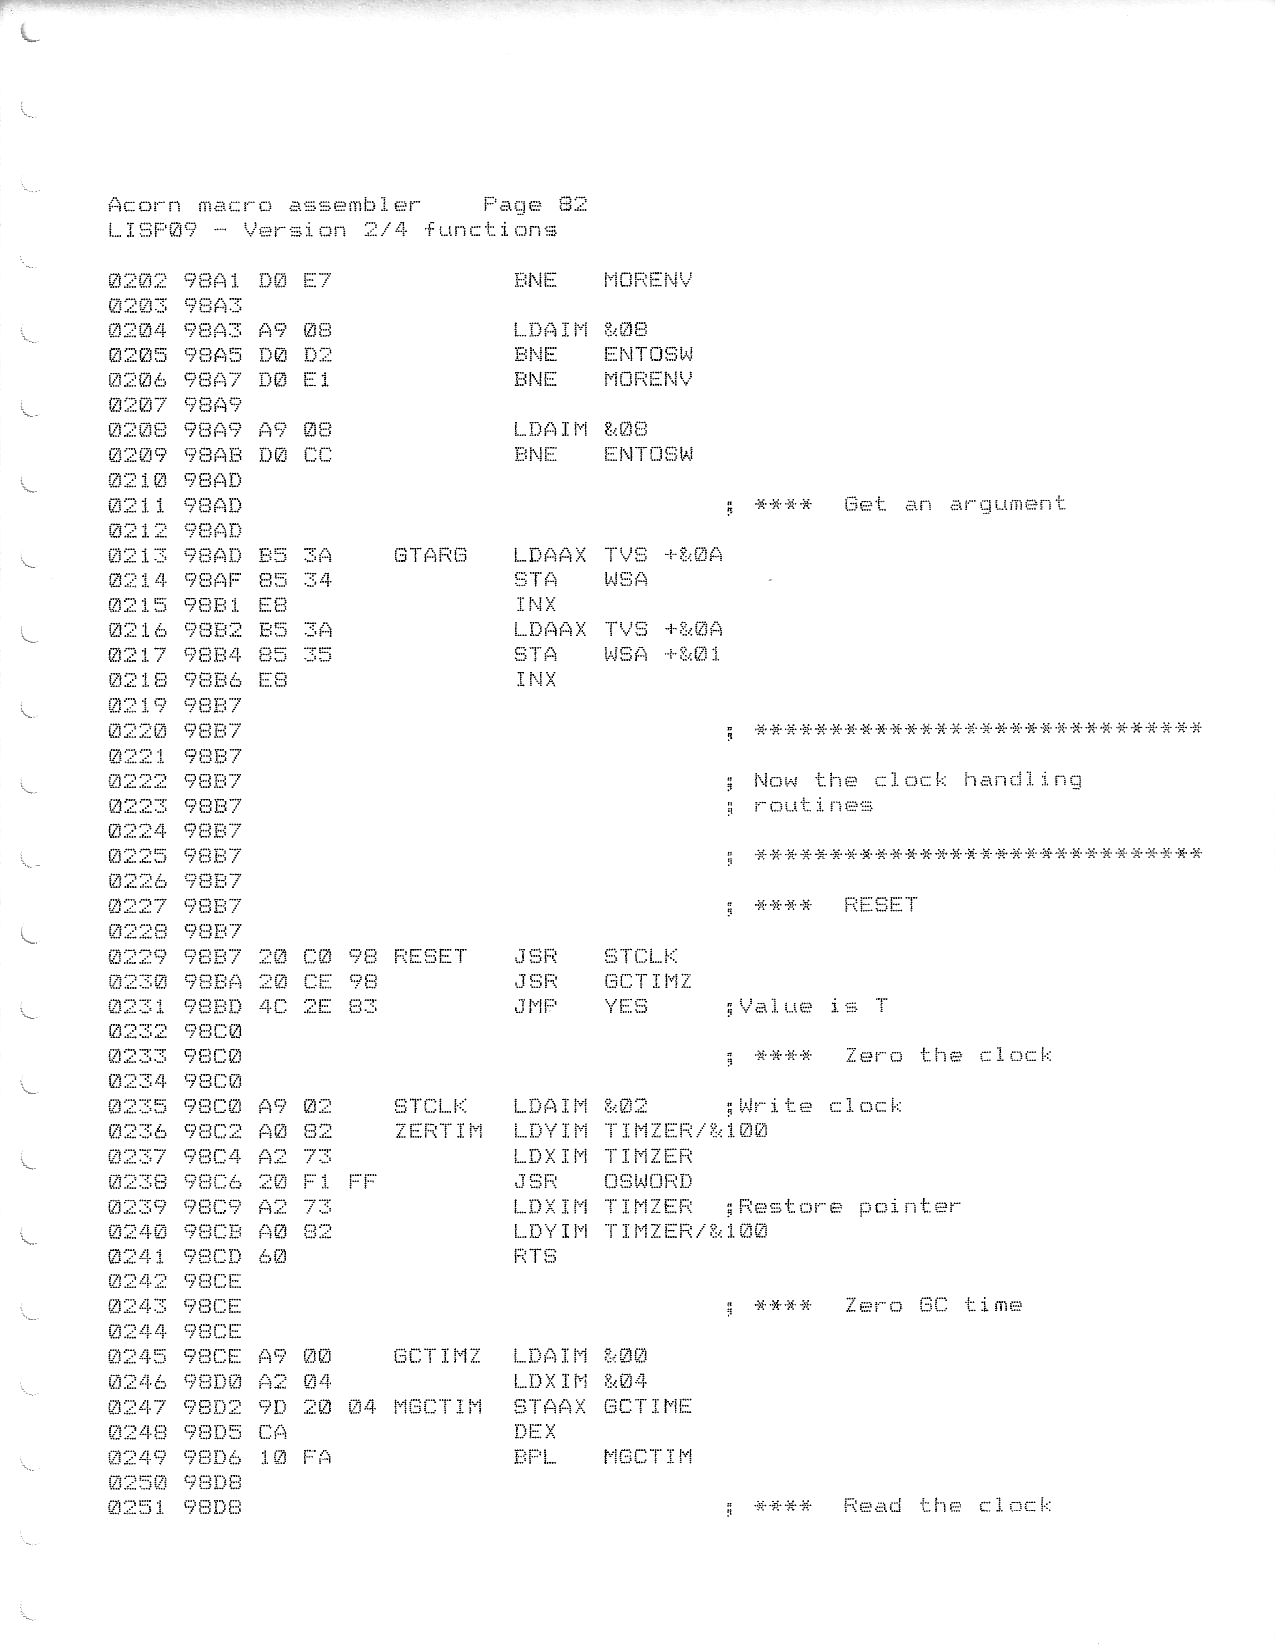 Acorn macro assembler    Page 82
LISP09 - Version 2/4 functions

0202 98A1 D0 E7            BNE   MORENV
0203 98A3
0204 98A3 A9 08            LDAIM &08
0205 98A5 D0 D2            BNE   ENTOSW
0206 98A7 D0 E1            BNE   MORENV
0207 98A9
0208 98A9 A9 08            LDAIM &08
0209 98AB D0 CC            BNE   ENTOSW
0210 98AD
0211 98AD                                ; ****  Get an argument
0212 98AD
0213 98AD B5 3A    GTARG   LDAAX TVS +&0A
0214 98AF 85 34            STA   WSA
0215 98B1 E8               INX
0216 98B2 B5 3A            LDAAX TVS +&0A
0217 98B4 85 35            STA   WSA +&01
0218 98B6 E8               INX
0219 98B7
0220 98B7                                ; ******************************
0221 98B7
0222 98B7                                ; Now the clock handling
0223 98B7                                ; routines
0224 98B7
0225 98B7                                ; ******************************
0226 98B7
0227 98B7                                ; ****  RESET
0228 98B7
0229 98B7 20 C0 98 RESET   JSR   STCLK
0230 98BA 20 CE 98         JSR   GCTIMZ
0231 98BD 4C 2E 83         JMP   YES     ;Value is T
0232 98C0
0233 98C0                                ; ****  Zero the clock
0234 98C0
0235 98C0 A9 02    STCLK   LDAIM &02     ;Write clock
0236 98C2 A0 82    ZERTIM  LDYIM TIMZER/&100
0237 98C4 A2 73            LDXIM TIMZER
0238 98C6 20 F1 FF         JSR   OSWORD
0239 98C9 A2 73            LDXIM TIMZER  ;Restore pointer
0240 98CB A0 82            LDYIM TIMZER/&100
0241 98CD 60               RTS
0242 98CE
0243 98CE                                ; ****  Zero GC time
0244 98CE
0245 98CE A9 00    GCTIMZ  LDAIM &00
0246 98D0 A2 04            LDXIM &04
0247 98D2 9D 20 04 MGCTIM  STAAX GCTIME
0248 98D5 CA               DEX
0249 98D6 10 FA            BPL   MGCTIM
0250 98D8
0251 98D8                                ; ****  Read the clock